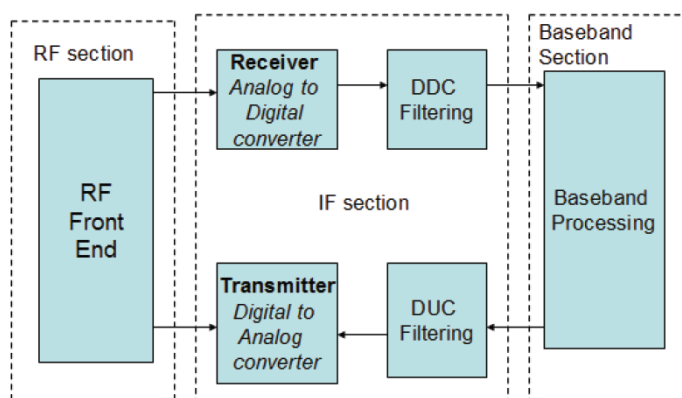 RF section
RF
Front
End
Receiver
Analog to
Digital
converter
DDC
Filtering
IF section
Transmitter
Digital to
Analog
converter
DUC
Filtering
Baseband
Section
Baseband
Processing